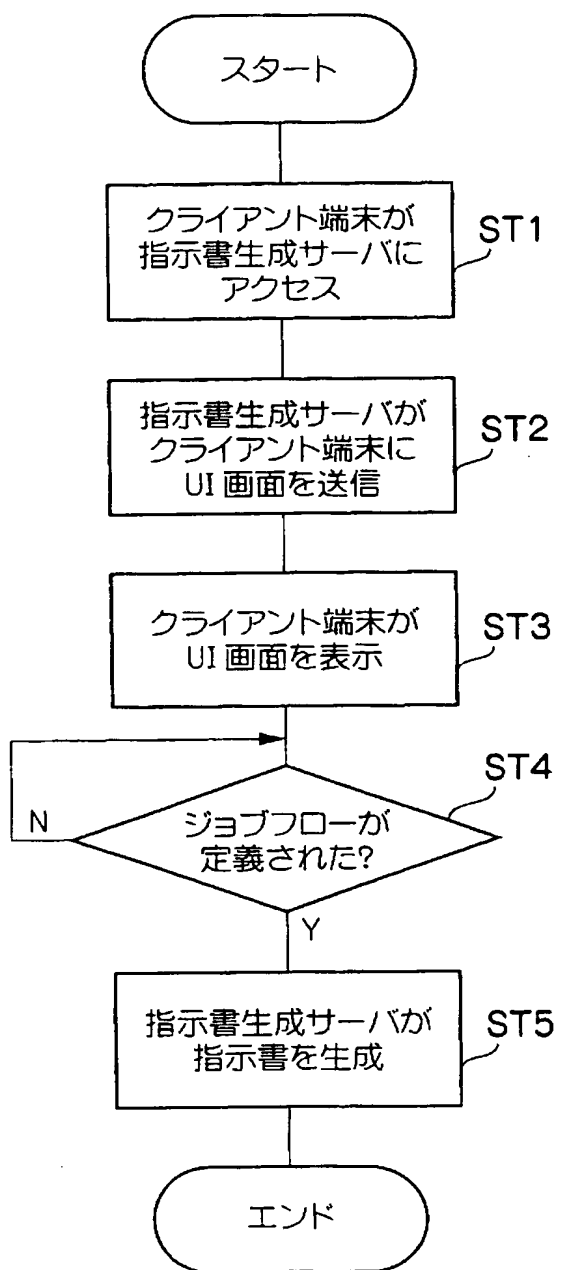 スタート
クライアント端末が
指示書生成サーバに
アクセス
ST1
指示書生成サーバが
クライアント端末に
UI 画面を送信
ST2
クライアント端末が
UI 画面を表示
ST3
ST4
ジョブフローが
定義された?
N
Y
指示書生成サーバが
指示書を生成
ST5
エンド